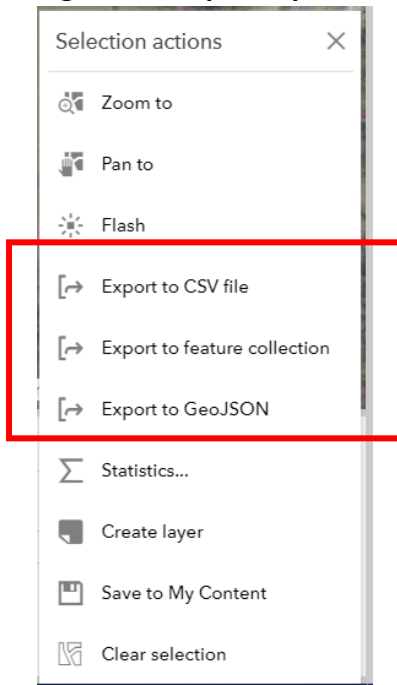 Selection actions
Zoom to
Pan to
Flash
Export to CSV file
Export to feature collection
Export to GeoJSON
Statistics...
Create layer
Save to My Content
Clear selection